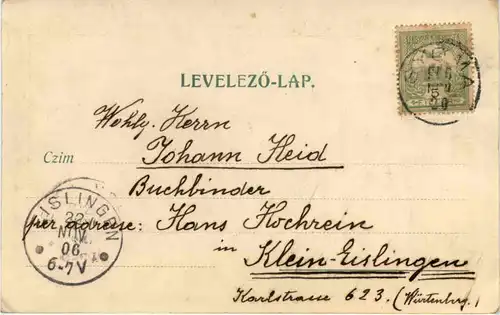 LEVELEZŐ-LAP.
Wohlg. Herrn
Czim
Johann Heid
Buchbinder
per adresse: Hans Hochrein
in
Klein-Eislingen
Karlstrasse 623. (Würtenberg.)
EISLINGEN
22
NOV
06
6-7V